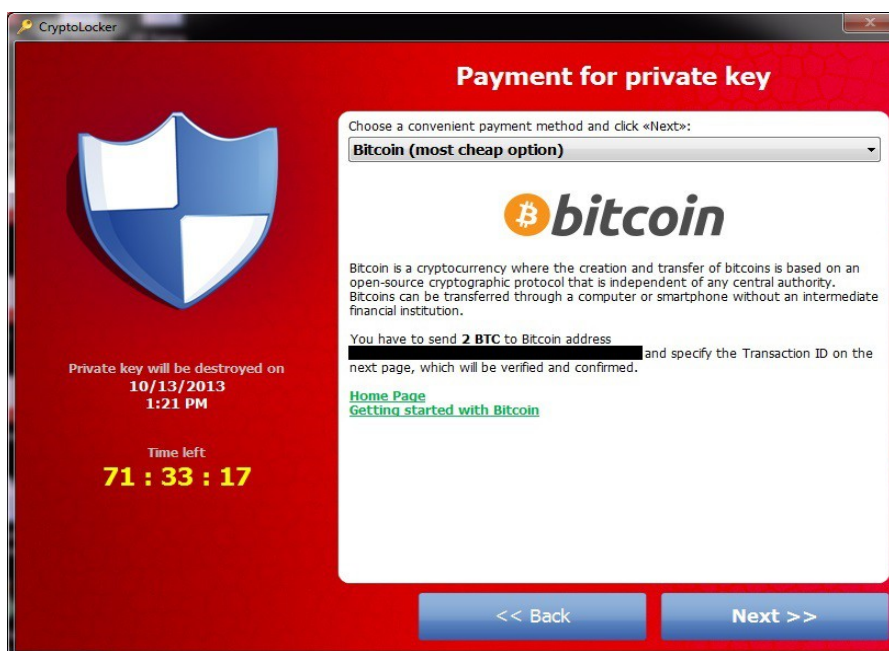 CryptoLocker
Payment for private key
Choose a convenient payment method and click «Next»:
Bitcoin (most cheap option)
bitcoin
Bitcoin is a cryptocurrency where the creation and transfer of bitcoins is based on an
open-source cryptographic protocol that is independent of any central authority.
Bitcoins can be transferred through a computer or smartphone without an intermediate
financial institution.
You have to send 2 BTC to Bitcoin address
and specify the Transaction ID on the
next page, which will be verified and confirmed.
Home Page
Getting started with Bitcoin
Private key will be destroyed on
10/13/2013
1:21 PM
Time left
71 : 33 : 17
<< Back
Next >>